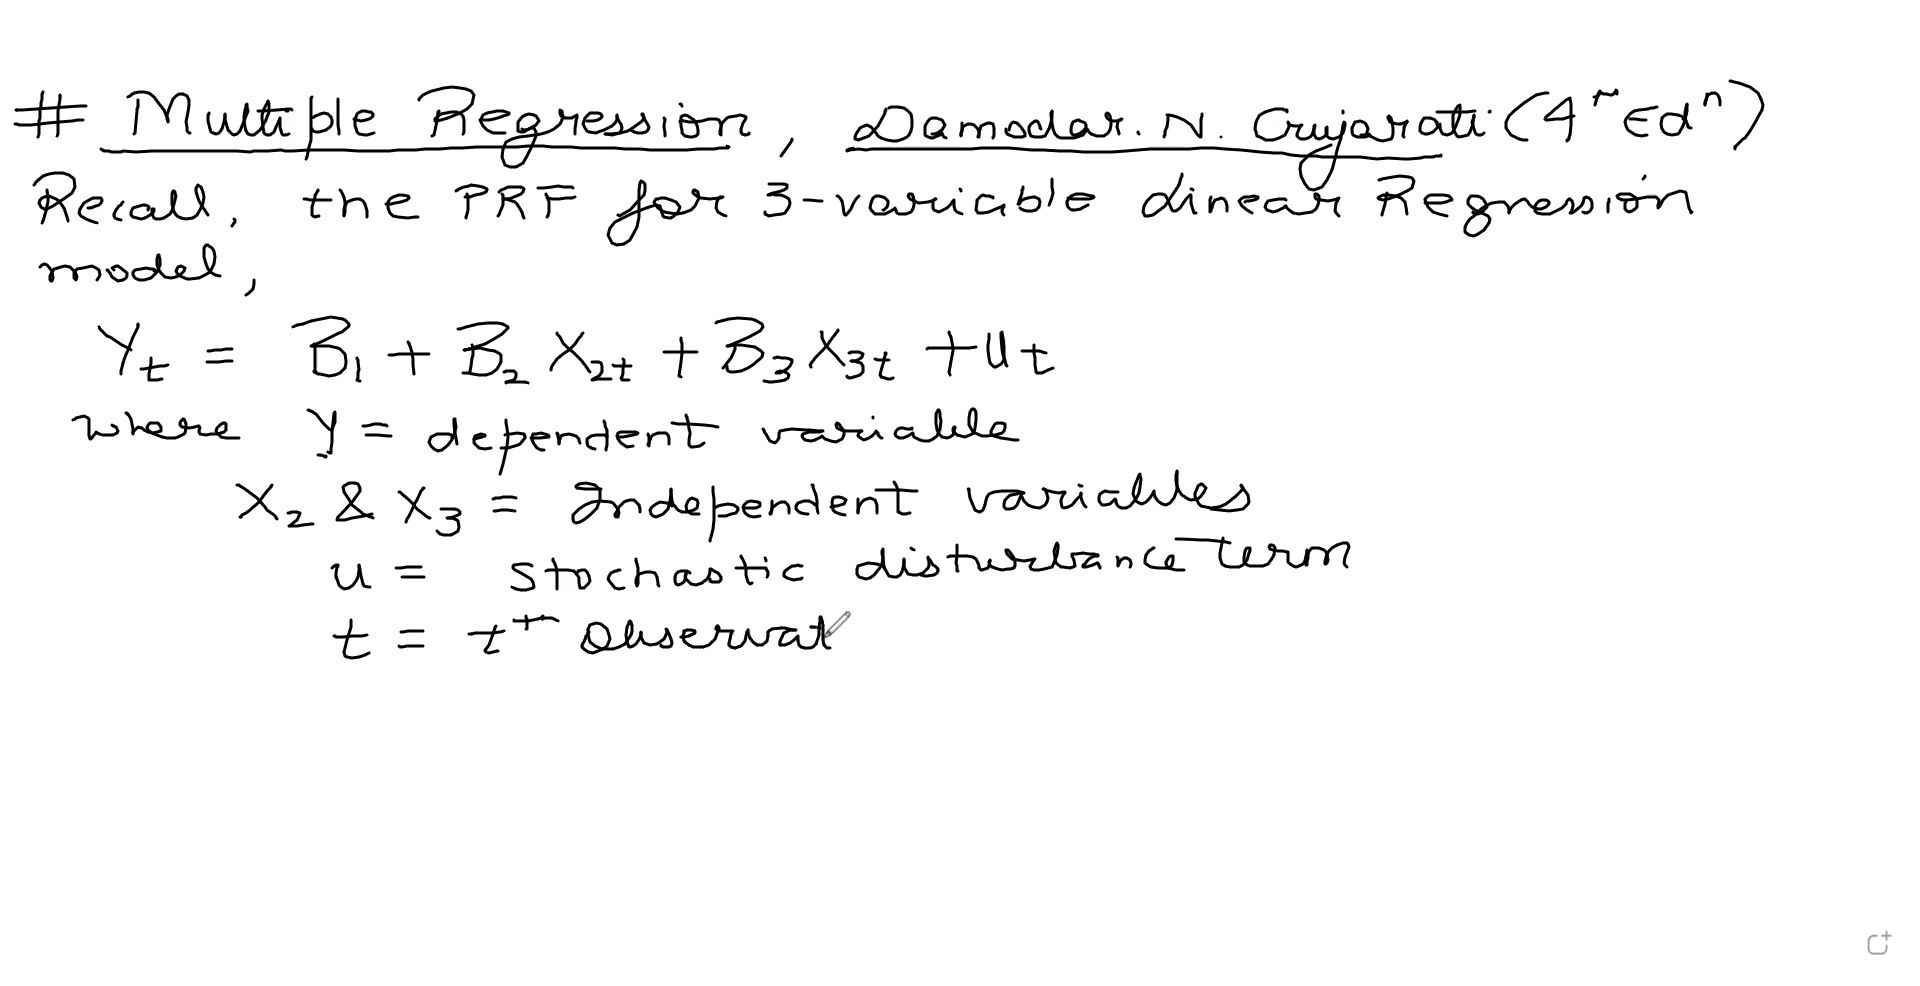 # Multiple Regression, Damodar. N. Gujarati (4th Edn)
Recall, the PRF for 3-variable Linear Regression
model,
Yt = B1 + B2 X2t + B3 X3t + ut
where Y = dependent variable
X2 & X3 = Independent variables
u = stochastic disturbance term
t = tth Observat